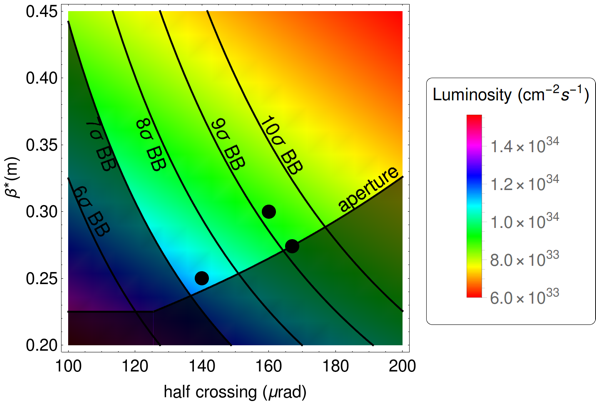 0.45
0.40
0.35
0.30
0.25
0.20
β*(m)
100 120 140 160 180 200
half crossing (μrad)
6σ BB
7σ BB
8σ BB
9σ BB
10σ BB
aperture
Luminosity (cm⁻²s⁻¹)
1.4×10³⁴
1.2×10³⁴
1.0×10³⁴
8.0×10³³
6.0×10³³